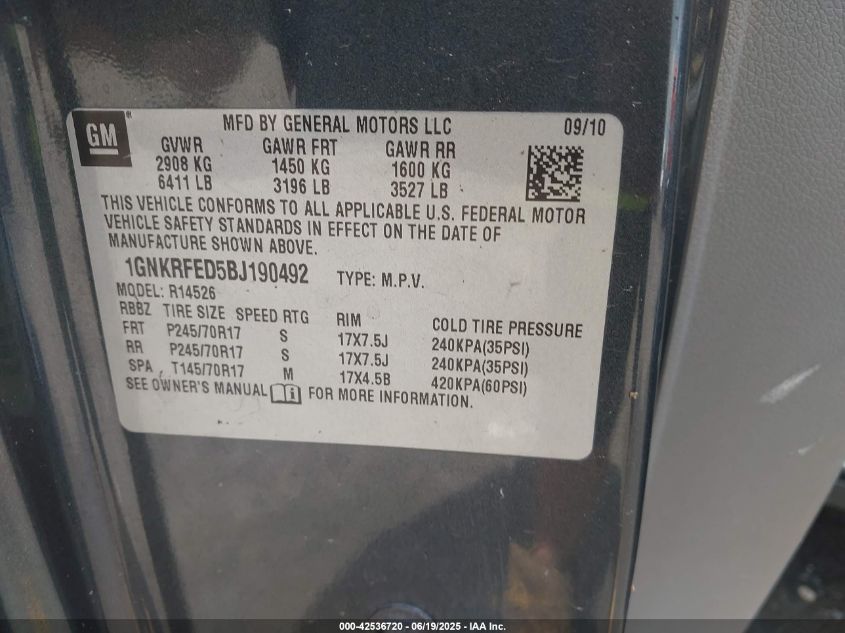 GM
MFD BY GENERAL MOTORS LLC 09/10
GVWR GAWR FRT GAWR RR
2908 KG 1450 KG 1600 KG
6411 LB 3196 LB 3527 LB
THIS VEHICLE CONFORMS TO ALL APPLICABLE U.S. FEDERAL MOTOR
VEHICLE SAFETY STANDARDS IN EFFECT ON THE DATE OF
MANUFACTURE SHOWN ABOVE.
1GNKRFED5BJ190492 TYPE: M.P.V.
MODEL: R14526
RBBZ TIRE SIZE SPEED RTG RIM COLD TIRE PRESSURE
FRT P245/70R17 S 17X7.5J 240KPA(35PSI)
RR P245/70R17 S 17X7.5J 240KPA(35PSI)
SPA T145/70R17 M 17X4.5B 420KPA(60PSI)
SEE OWNER'S MANUAL FOR MORE INFORMATION.
000-42536720 - 06/19/2025 - IAA Inc.